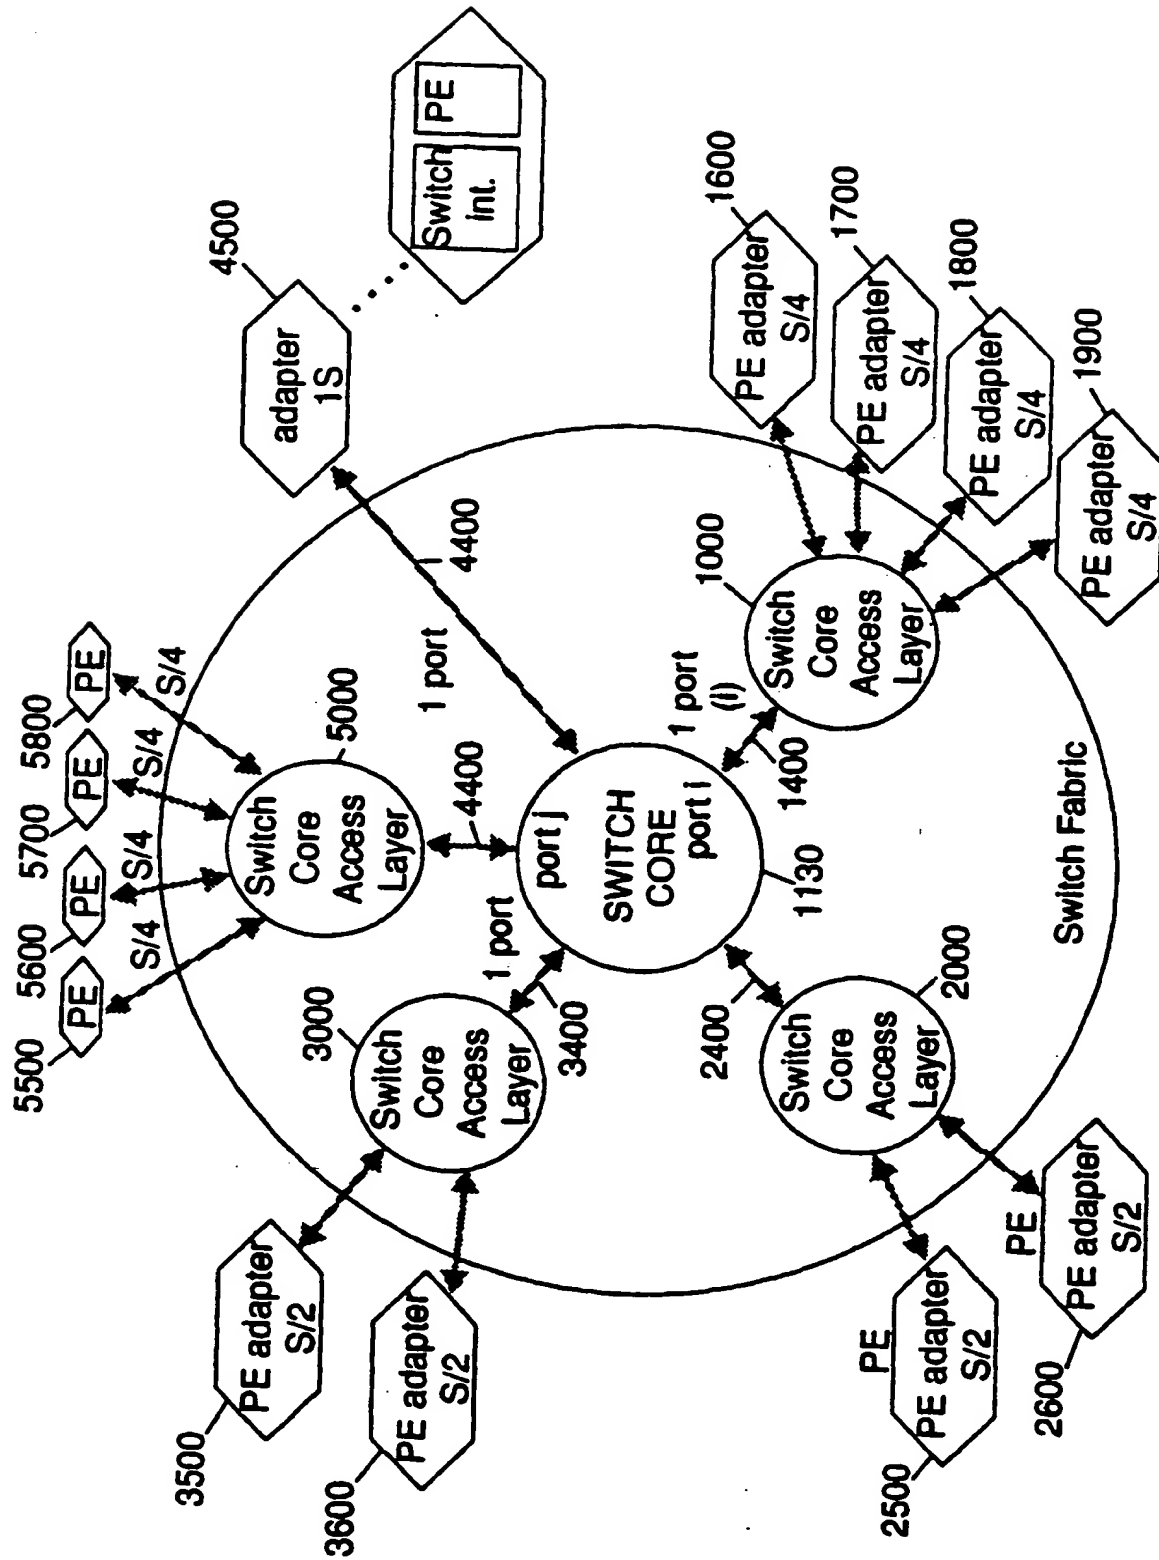 5500
PE
S/4
5600
PE
S/4
5700
PE
S/4
5800
PE
S/4
3500
PE adapter
S/2
3600
PE adapter
S/2
3000
Switch
Core
Access
Layer
3400
1 port
Switch
Core
Access
Layer
5000
4400
1 port
4400
4500
adapter
1S
Switch
int.
PE
port j
SWITCH
CORE
port i
1130
2400
1400
1 port
(i)
1000
Switch
Core
Access
Layer
1600
PE adapter
S/4
1700
PE adapter
S/4
1800
PE adapter
S/4
1900
PE adapter
S/4
Switch
Core
Access
Layer
2000
2500
PE
PE adapter
S/2
2600
PE
PE adapter
S/2
Switch Fabric